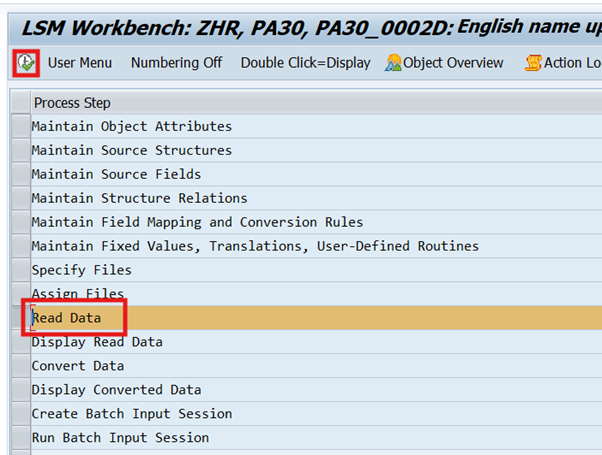 LSM Workbench: ZHR, PA30, PA30_0002D: English name up
User Menu Numbering Off Double Click=Display Object Overview Action Lo
Process Step
Maintain Object Attributes
Maintain Source Structures
Maintain Source Fields
Maintain Structure Relations
Maintain Field Mapping and Conversion Rules
Maintain Fixed Values, Translations, User-Defined Routines
Specify Files
Assign Files
Read Data
Display Read Data
Convert Data
Display Converted Data
Create Batch Input Session
Run Batch Input Session